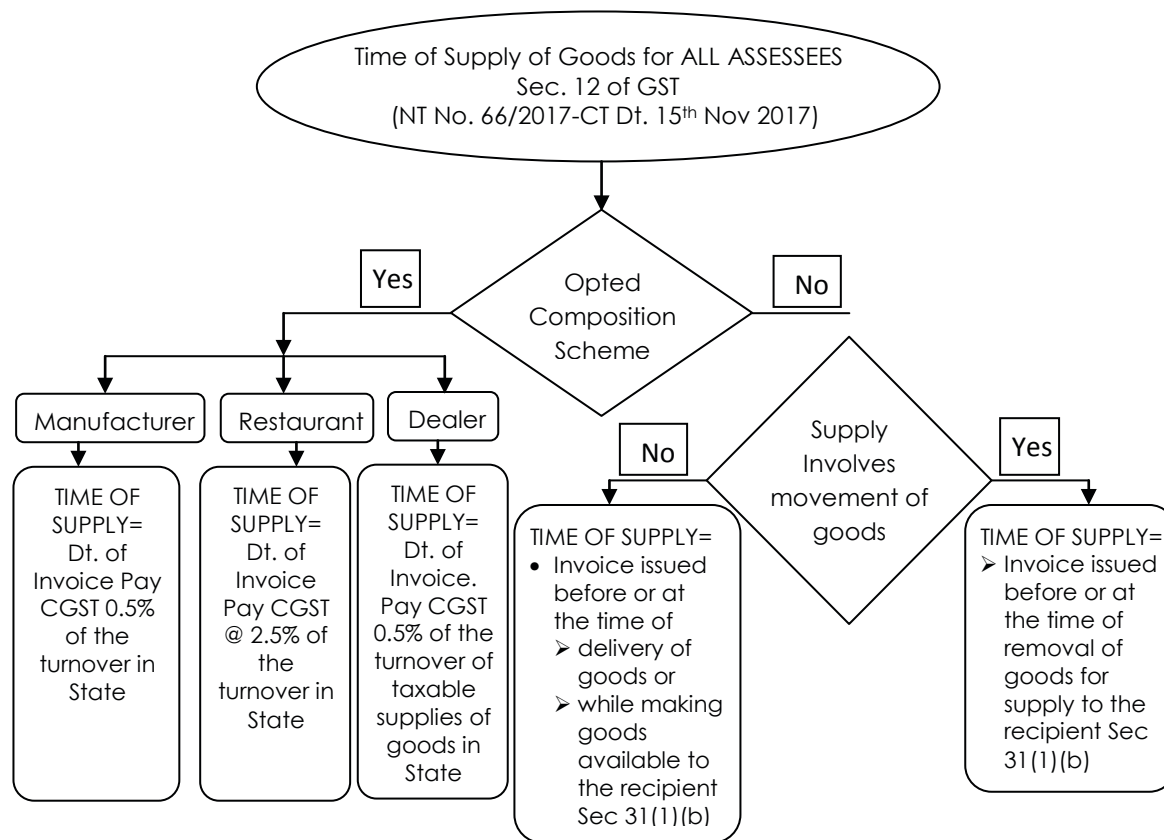 Time of Supply of Goods for ALL ASSESSEES
Sec. 12 of GST
(NT No. 66/2017-CT Dt. 15th Nov 2017)
Yes
Opted
Composition
Scheme
No
Manufacturer
Restaurant
Dealer
TIME OF
SUPPLY=
Dt. of
Invoice Pay
CGST 0.5%
of the
turnover in
State
TIME OF
SUPPLY=
Dt. of
Invoice
Pay CGST
@ 2.5% of
the
turnover in
State
TIME OF
SUPPLY=
Dt. of
Invoice.
Pay CGST
0.5% of the
turnover of
taxable
supplies of
goods in
State
No
Supply
Involves
movement of
goods
Yes
TIME OF SUPPLY=
• Invoice issued
before or at
the time of
➢ delivery of
goods or
➢ while making
goods
available to
the recipient
Sec 31(1)(b)
TIME OF SUPPLY=
➢ Invoice issued
before or at
the time of
removal of
goods for
supply to the
recipient Sec
31(1)(b)